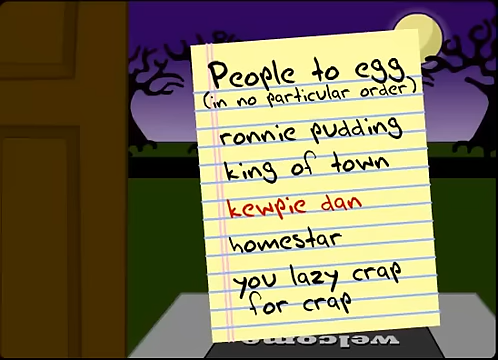 People to egg
(in no particular order)
ronnie pudding
king of town
kewpie dan
homestar
you lazy crap
for crap
welcome